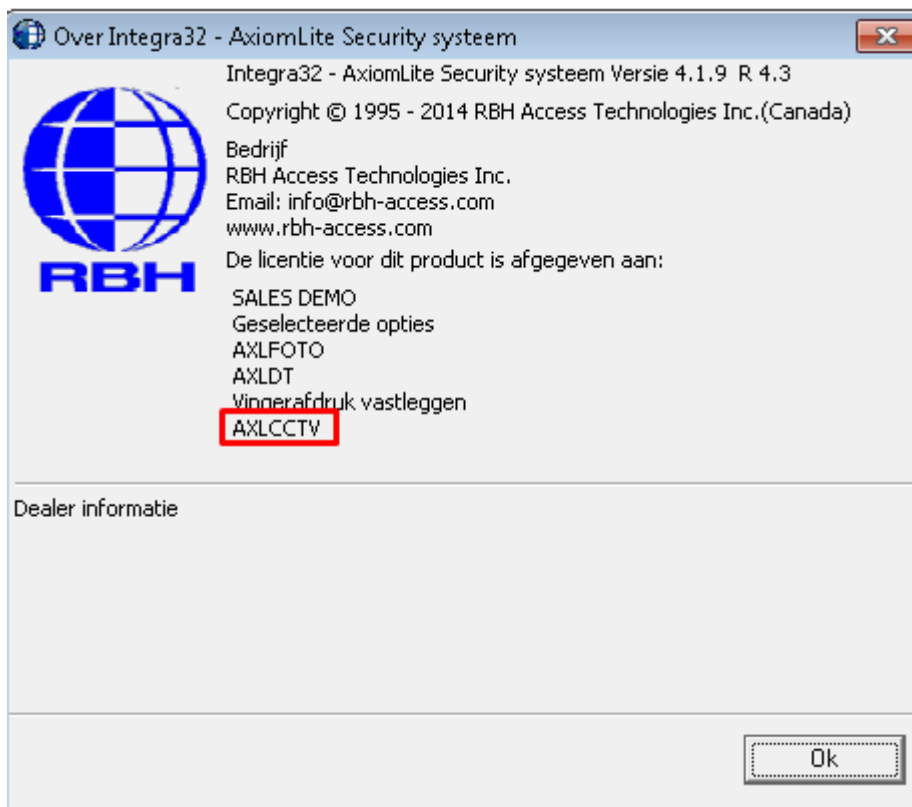 Over Integra32 - AxiomLite Security systeem
Integra32 - AxiomLite Security systeem Versie 4.1.9 R 4.3
Copyright © 1995 - 2014 RBH Access Technologies Inc.(Canada)
Bedrijf
RBH Access Technologies Inc.
Email: info@rbh-access.com
www.rbh-access.com
RBH
De licentie voor dit product is afgegeven aan:
SALES DEMO
Geselecteerde opties
AXLFOTO
AXLDT
Vingerafdruk vastleggen
AXLCCTV
Dealer informatie
Ok